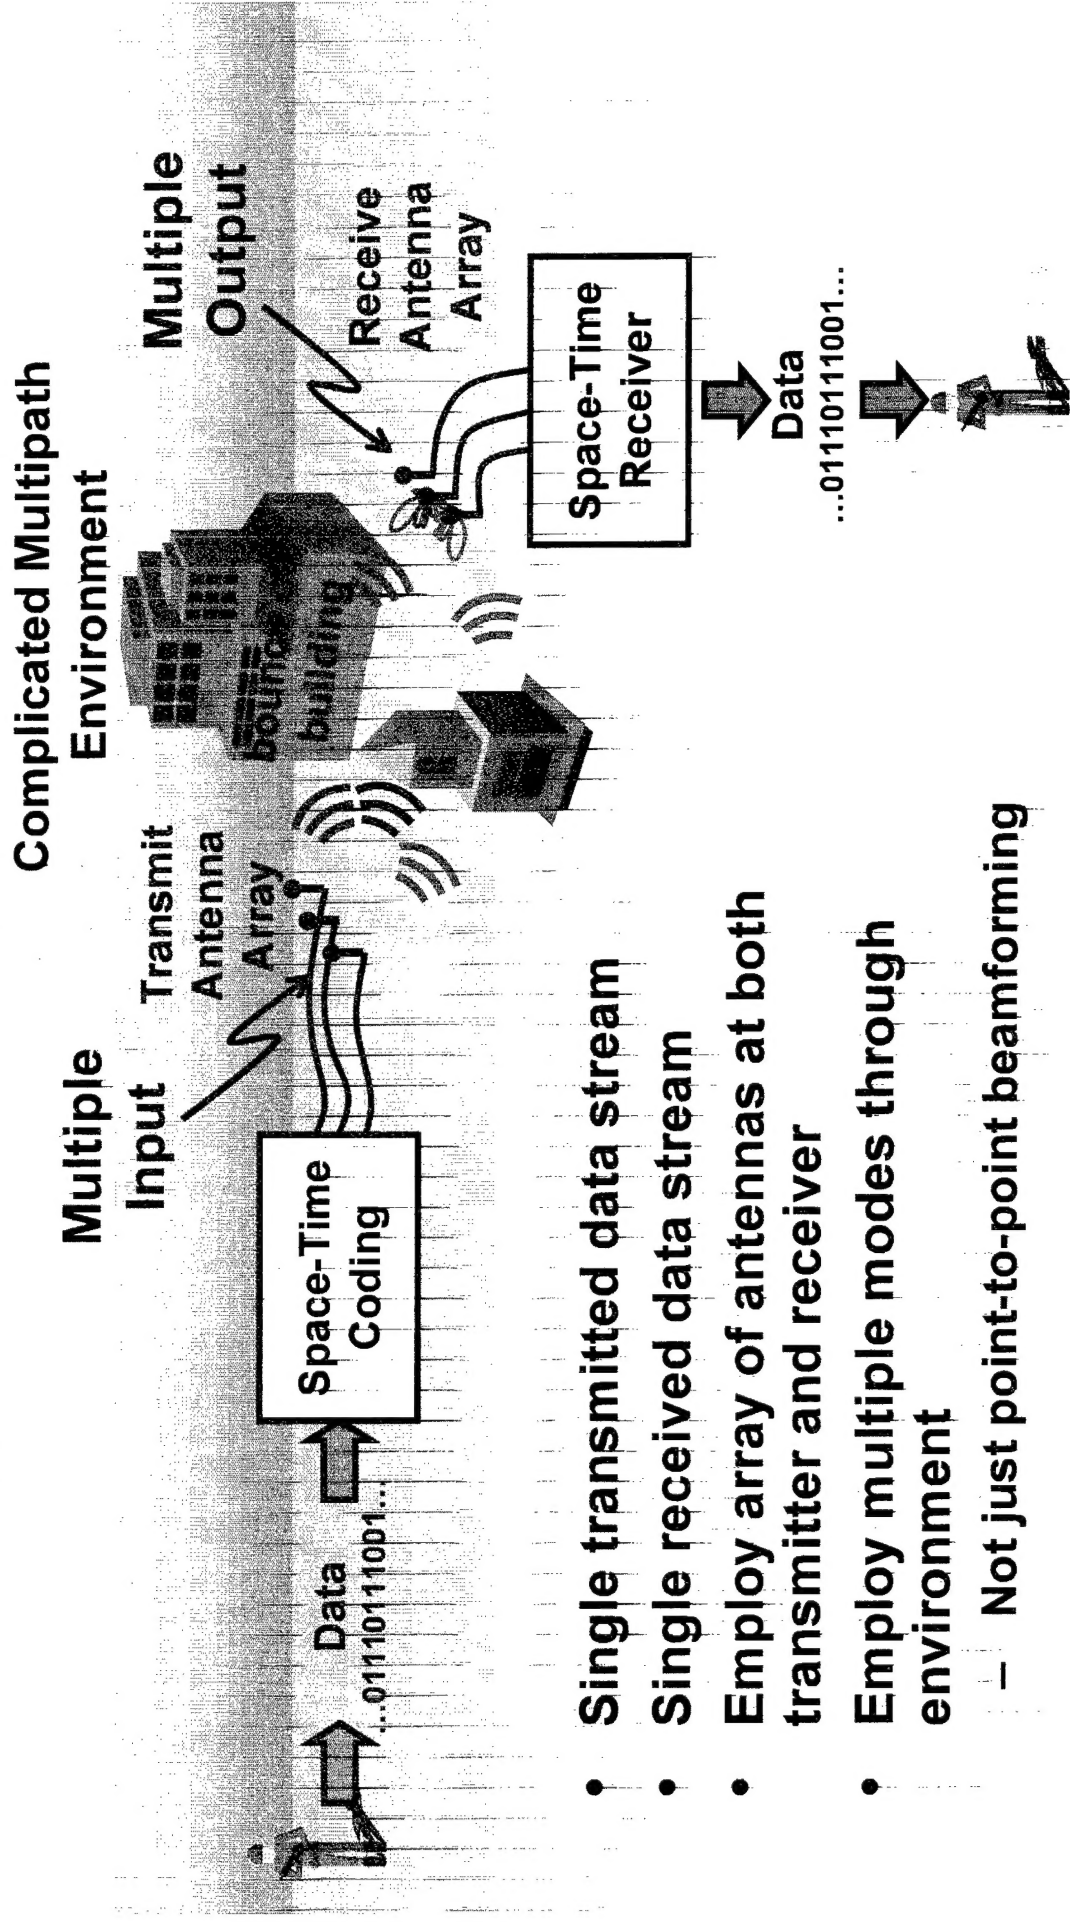 Complicated Multipath
Environment
Multiple
Input
Transmit
Antenna
Array
Multiple
Output
Receive
Antenna
Array
bounce
building
Data
...01110111001...
Space-Time
Coding
Space-Time
Receiver
Data
...01110111001...
• Single transmitted data stream
• Single received data stream
• Employ array of antennas at both
transmitter and receiver
• Employ multiple modes through
environment
– Not just point-to-point beamforming